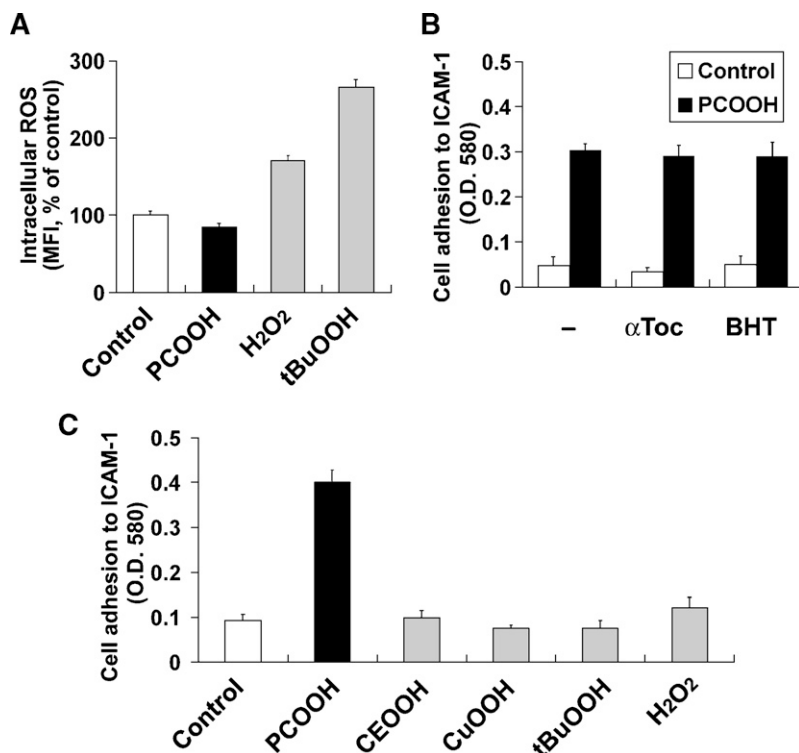 A
Intracellular ROS
(MFI, % of control)
300
250
100
100
0
Control
PCOOH
H₂O₂
tBuOOH
B
Cell adhesion to ICAM-1
(O.D. 580)
0.5
0.4
0.3
0.2
0.1
0
Control
PCOOH
–
αToc
BHT
C
Cell adhesion to ICAM-1
(O.D. 580)
0.5
0.4
0.3
0.2
0.1
0
Control
PCOOH
CEOOH
CuOOH
tBuOOH
H₂O₂